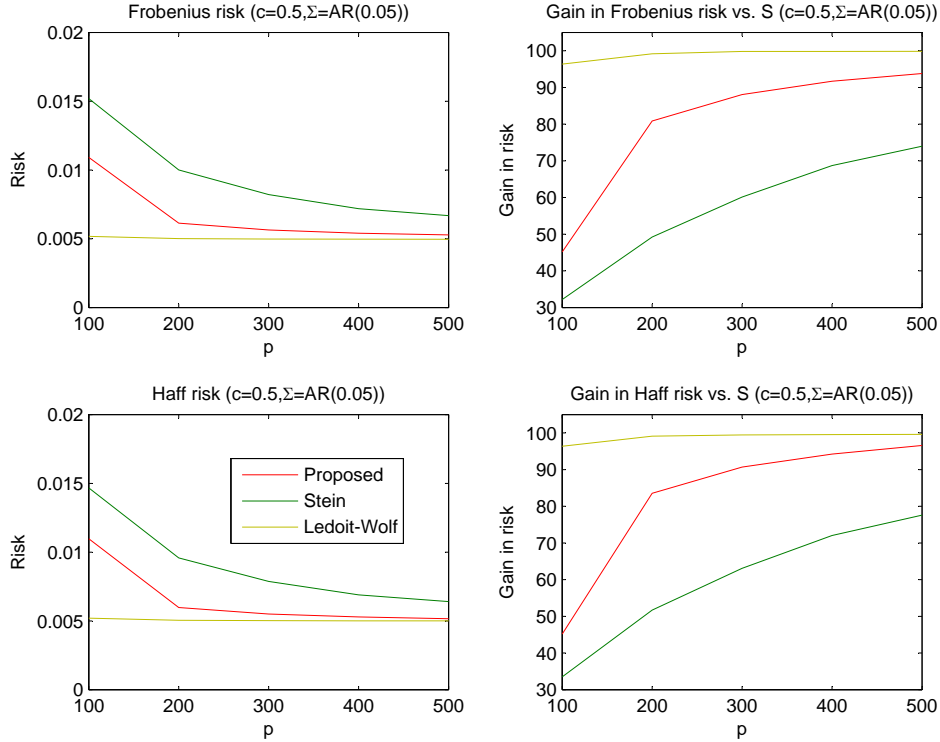 Frobenius risk (c=0.5,Σ=AR(0.05))
0.02
0.015
0.01
0.005
0
Risk
100 200 300 400 500
p
Gain in Frobenius risk vs. S (c=0.5,Σ=AR(0.05))
100
90
80
70
60
50
40
30
Gain in risk
100 200 300 400 500
p
Haff risk (c=0.5,Σ=AR(0.05))
0.02
0.015
0.01
0.005
0
Risk
Proposed
Stein
Ledoit-Wolf
100 200 300 400 500
p
Gain in Haff risk vs. S (c=0.5,Σ=AR(0.05))
100
90
80
70
60
50
40
30
Gain in risk
100 200 300 400 500
p